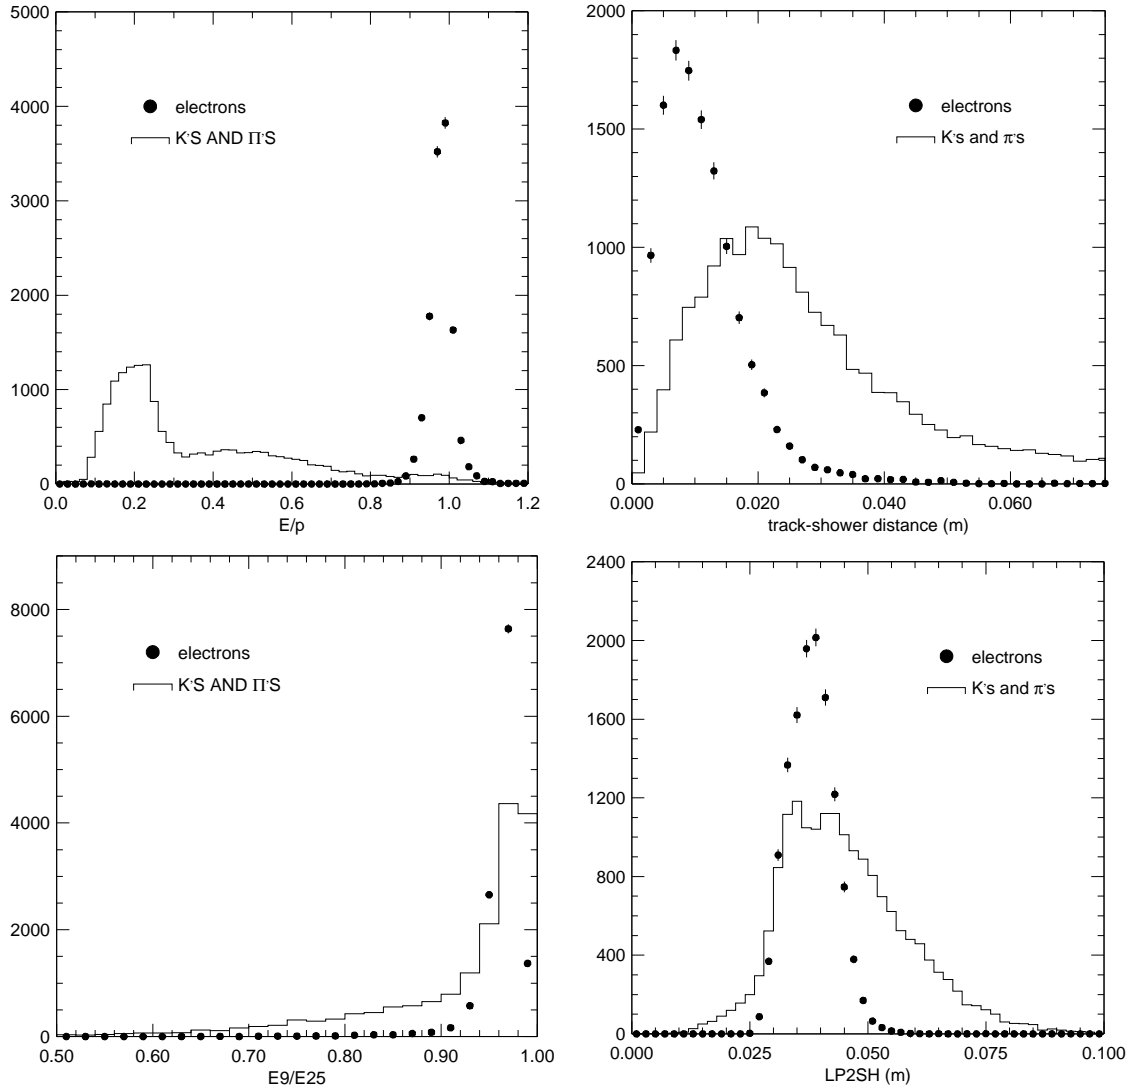 5000
4000
3000
2000
1000
0
electrons
K'S AND Π'S
0.0 0.2 0.4 0.6 0.8 1.0 1.2
E/p
2000
1500
1000
500
0
electrons
K's and π's
0.000 0.020 0.040 0.060
track-shower distance (m)
8000
6000
4000
2000
0
electrons
K'S AND Π'S
0.50 0.60 0.70 0.80 0.90 1.00
E9/E25
2400
2000
1600
1200
800
400
0
electrons
K's and π's
0.000 0.025 0.050 0.075 0.100
LP2SH (m)